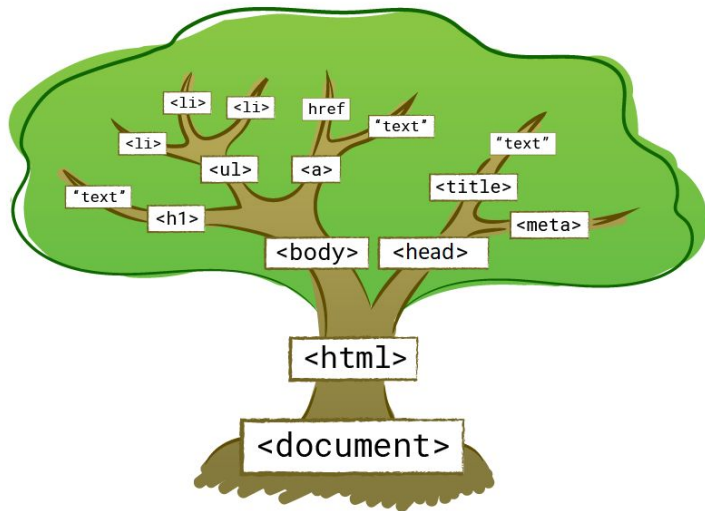 <li>
<li>
href
"text"
<li>
"text"
<ul>
<a>
<title>
"text"
<h1>
<meta>
<body>
<head>
<html>
<document>